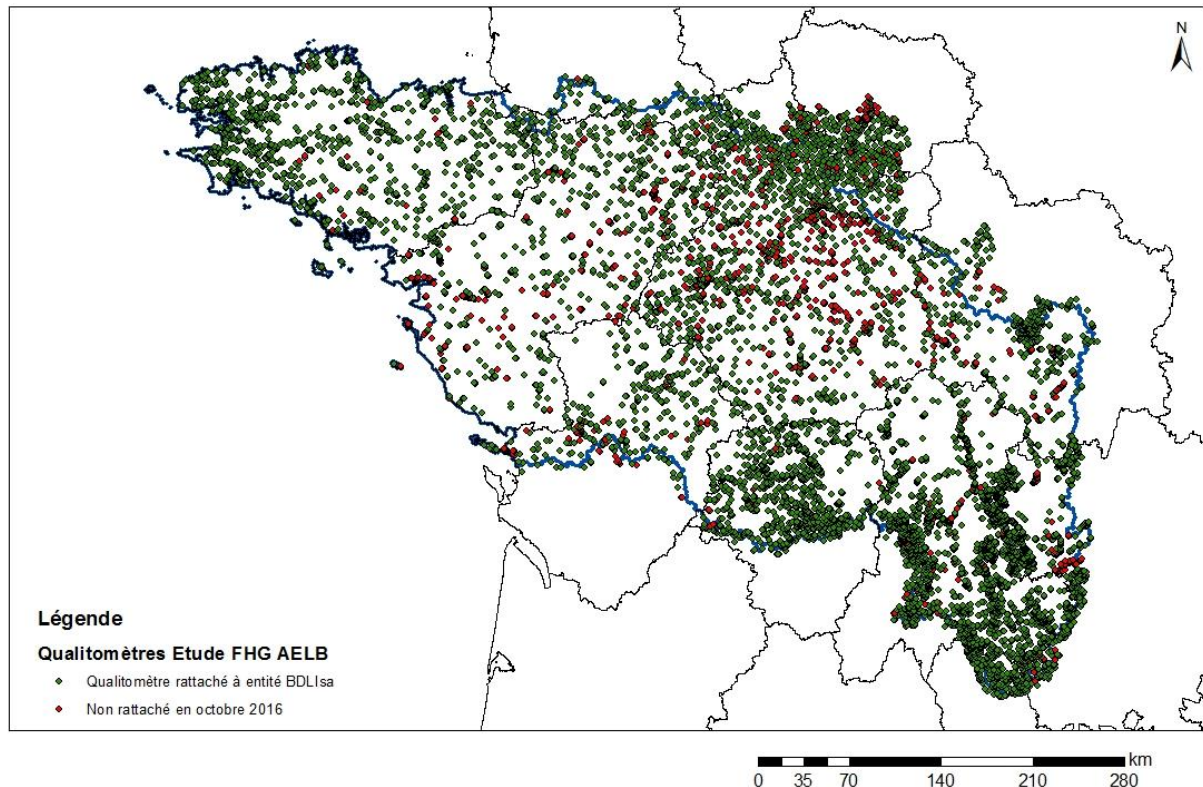 N
Légende
Qualitomètres Etude FHG AELB
Qualitomètre rattaché à entité BDLIsa
Non rattaché en octobre 2016
km
0 35 70 140 210 280